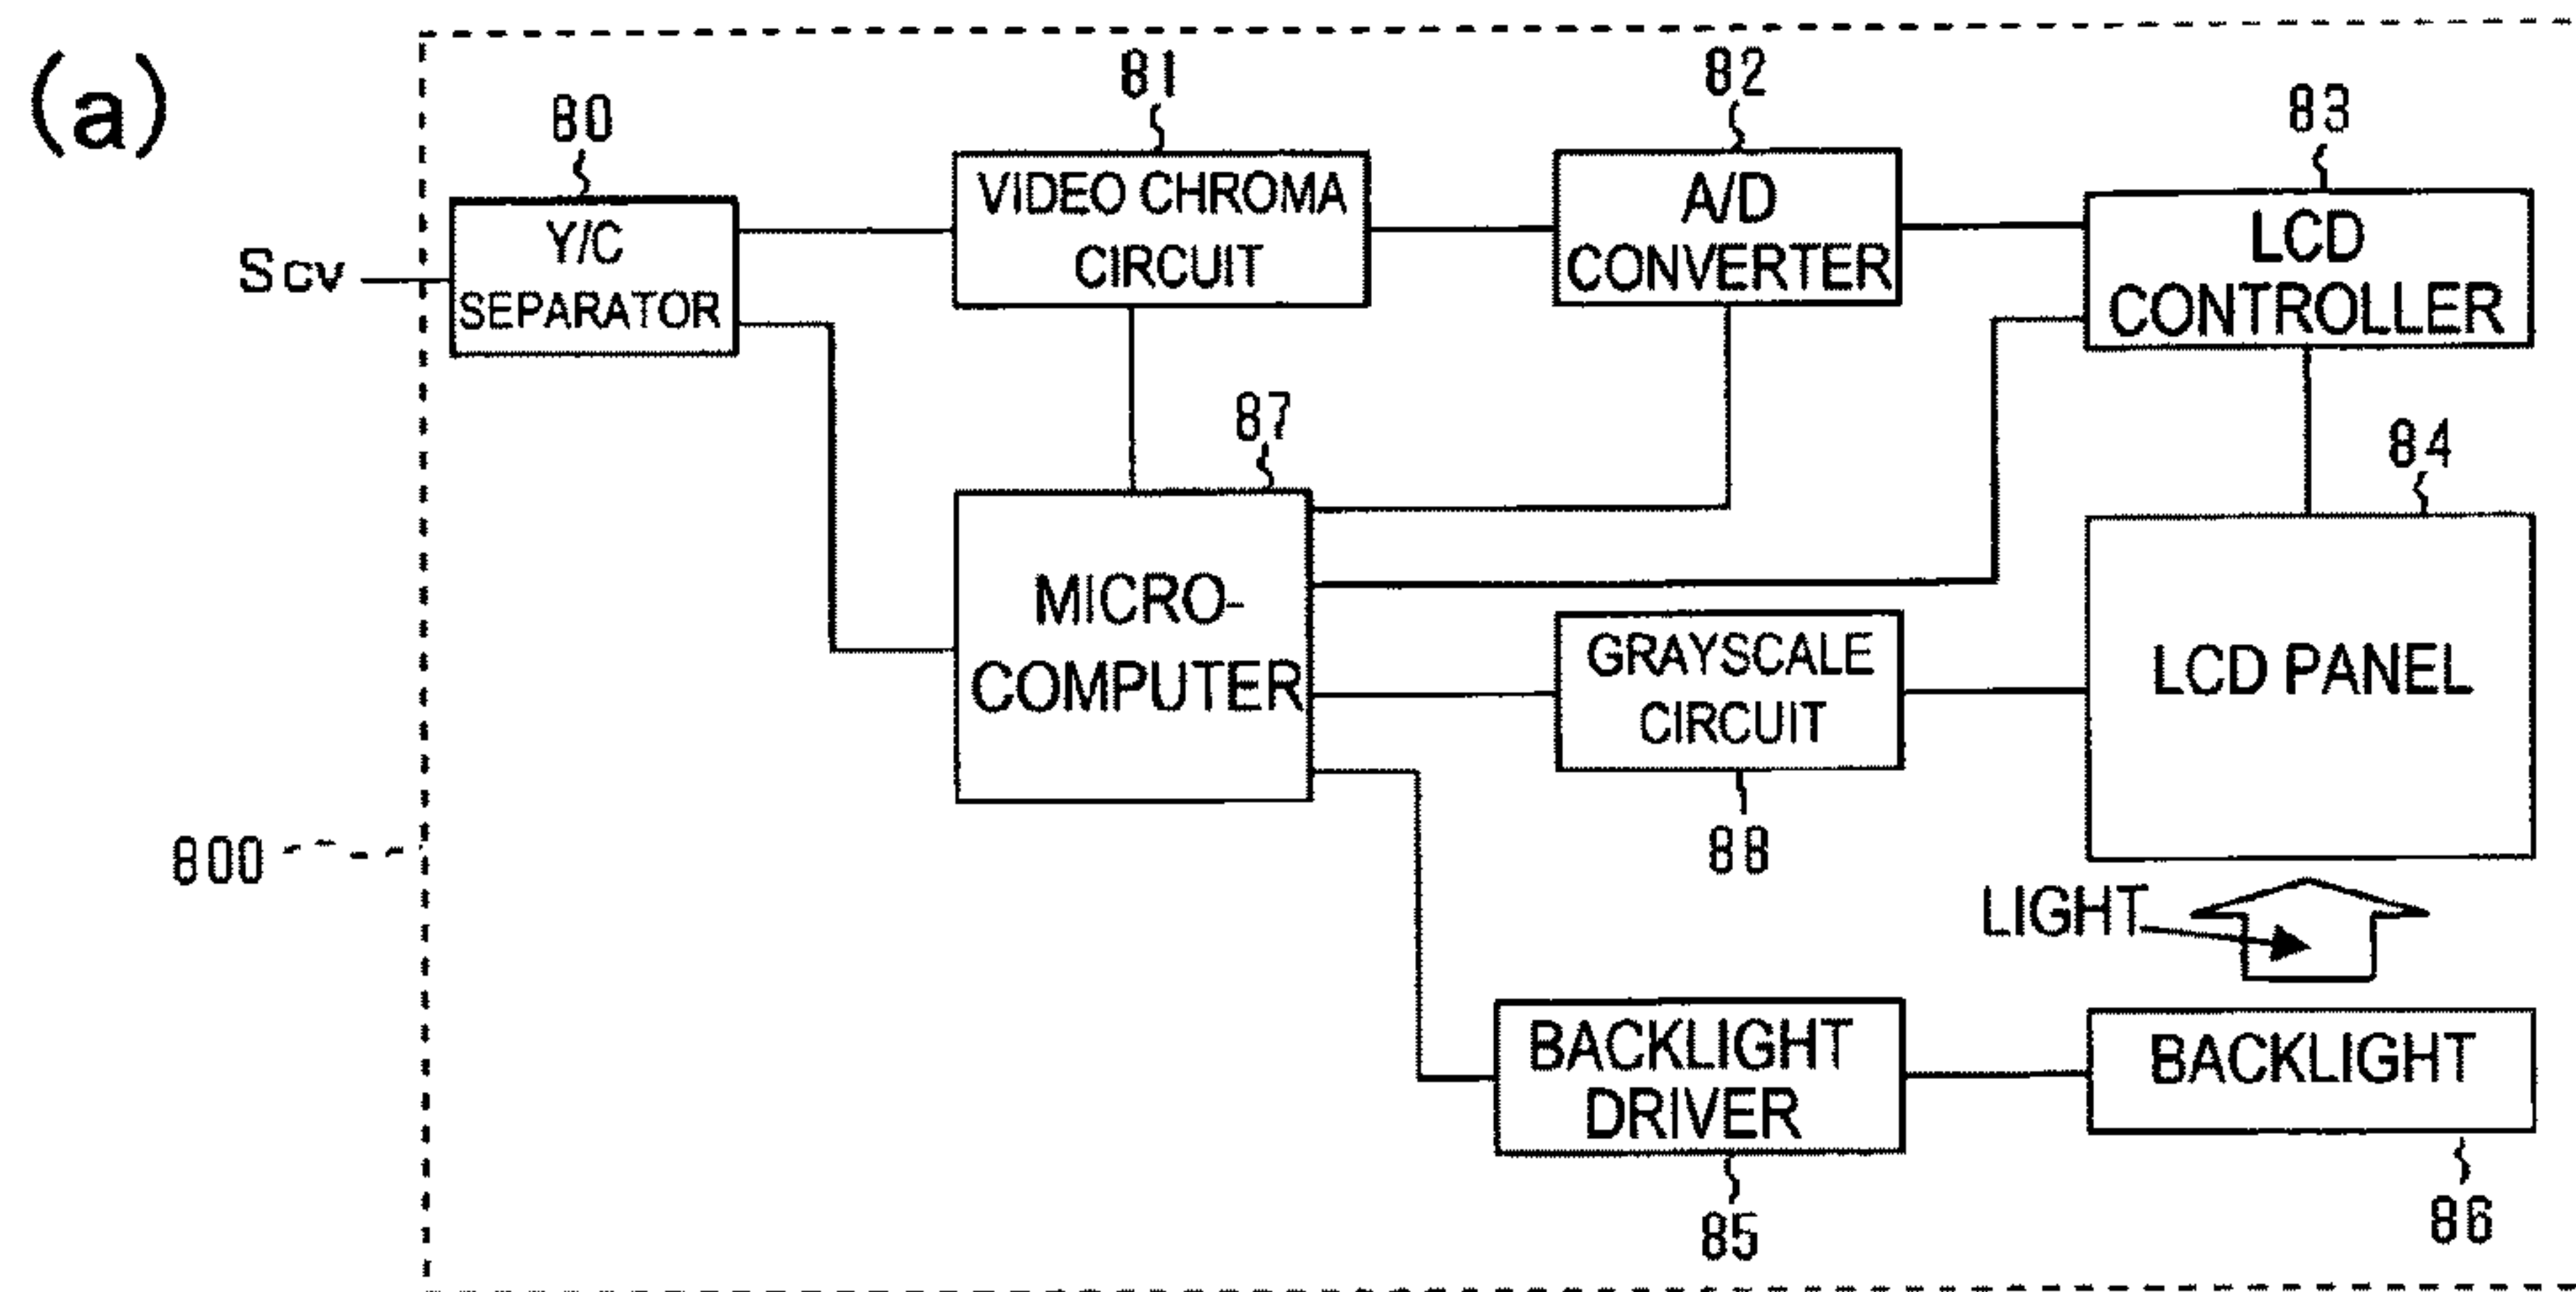 (a)
80
81
82
83
Scv
Y/C
SEPARATOR
VIDEO CHROMA
CIRCUIT
A/D
CONVERTER
LCD
CONTROLLER
87
84
MICRO-
COMPUTER
GRAYSCALE
CIRCUIT
LCD PANEL
88
800
LIGHT
BACKLIGHT
DRIVER
BACKLIGHT
85
86